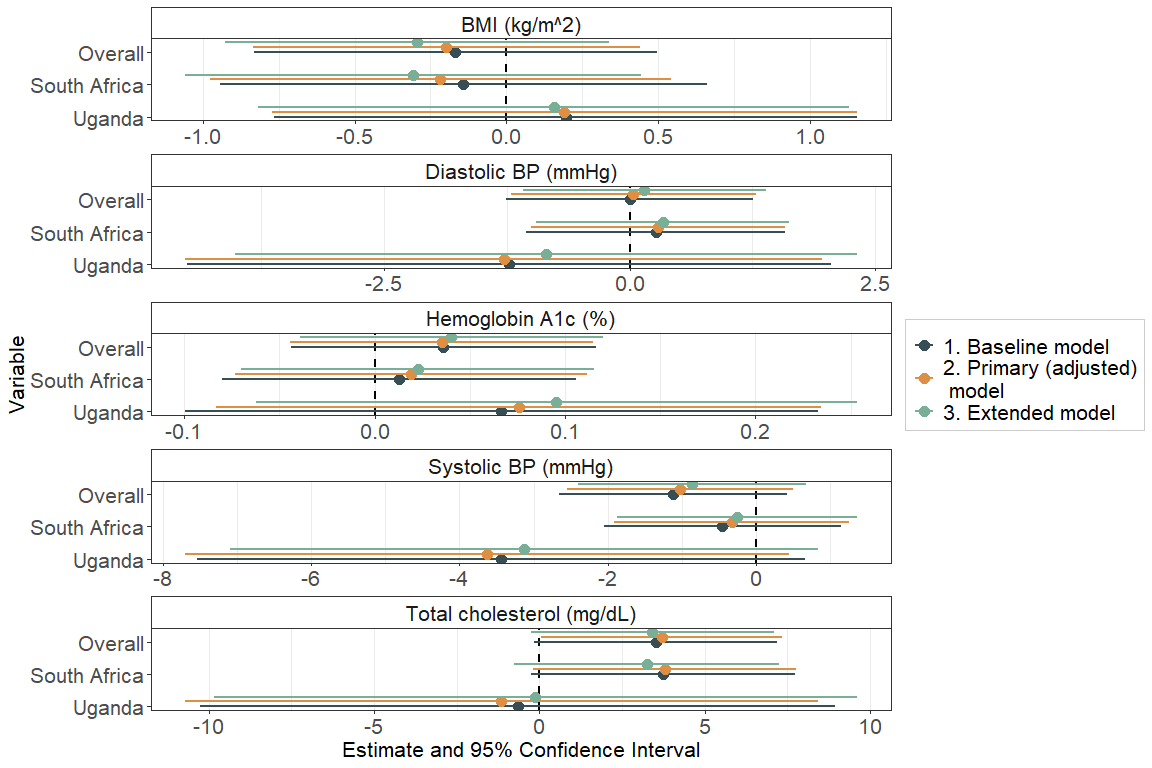 BMI (kg/m^2)
Overall
South Africa
Uganda
-1.0 -0.5 0.0 0.5 1.0
Diastolic BP (mmHg)
Overall
South Africa
Uganda
-2.5 0.0 2.5
Hemoglobin A1c (%)
Overall
South Africa
Uganda
-0.1 0.0 0.1 0.2
Systolic BP (mmHg)
Overall
South Africa
Uganda
-8 -6 -4 -2 0
Total cholesterol (mg/dL)
Overall
South Africa
Uganda
-10 -5 0 5 10
Estimate and 95% Confidence Interval
Variable
1. Baseline model
2. Primary (adjusted)
model
3. Extended model